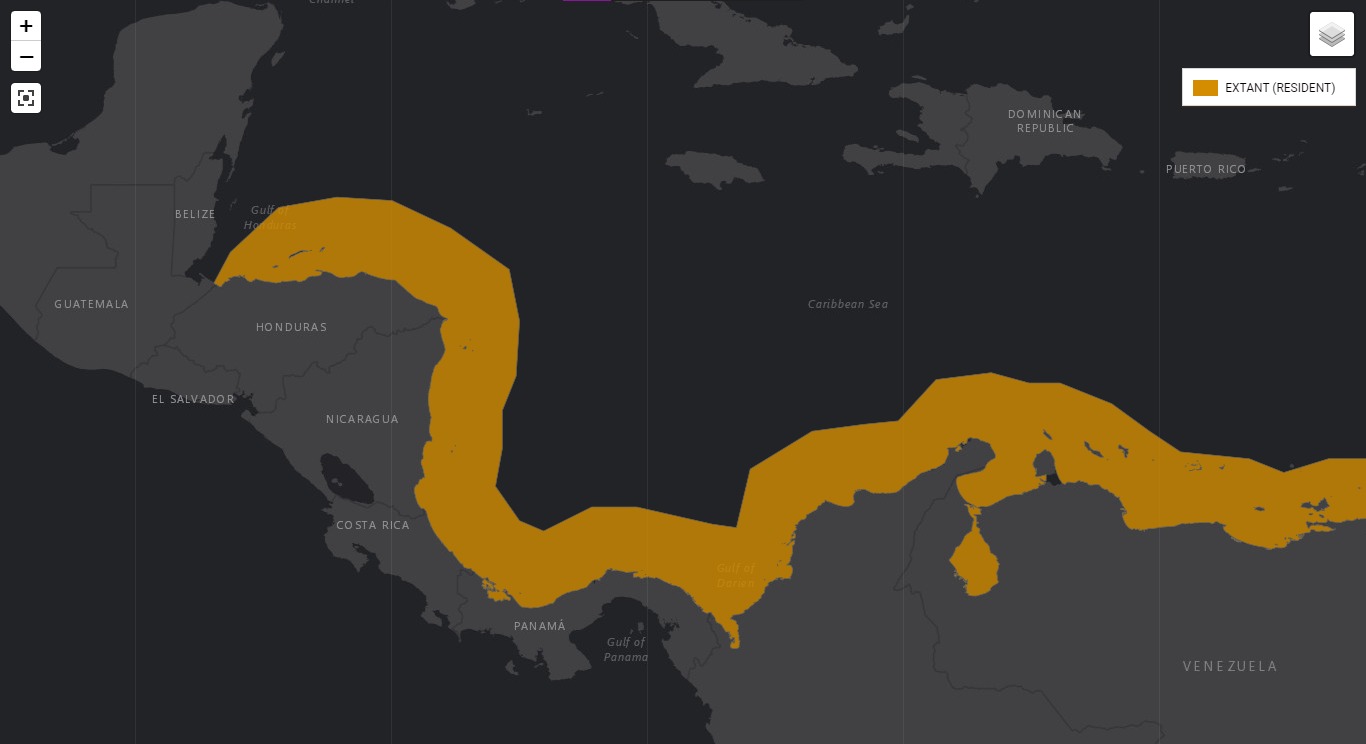 Channel
+
−
EXTANT (RESIDENT)
DOMINICAN
REPUBLIC
PUERTO RICO
BELIZE
Gulf of
Honduras
GUATEMALA
Caribbean Sea
HONDURAS
EL SALVADOR
NICARAGUA
COSTA RICA
Gulf of
Darien
PANAMÁ
Gulf of
Panama
VENEZUELA